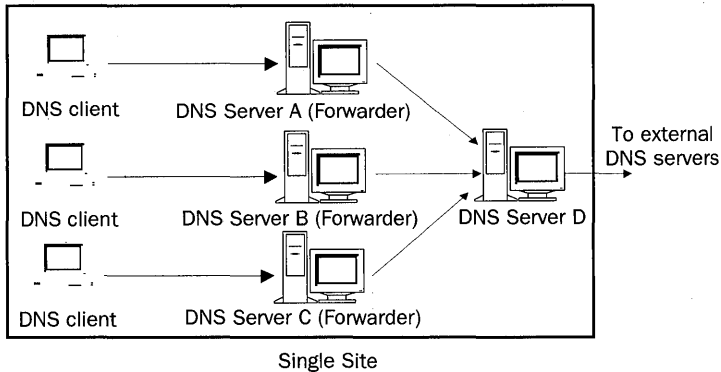 DNS client
DNS Server A (Forwarder)
To external
DNS servers
DNS client
DNS Server B (Forwarder)
DNS Server D
DNS client
DNS Server C (Forwarder)
Single Site